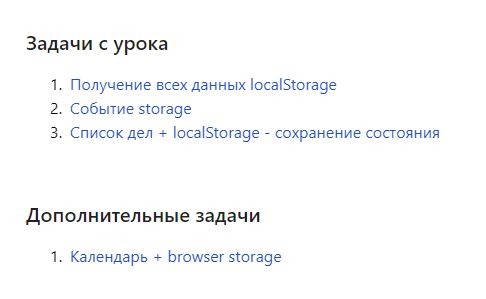 Задачи с урока
1. Получение всех данных localStorage
2. Событие storage
3. Список дел + localStorage - сохранение состояния
Дополнительные задачи
1. Календарь + browser storage